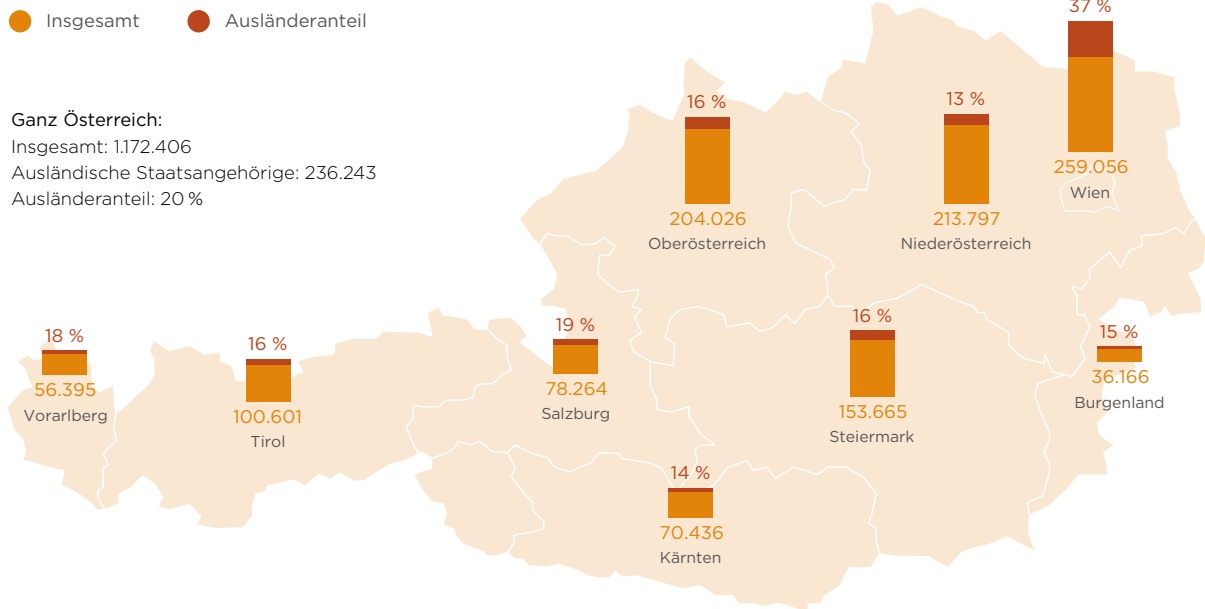 Insgesamt
Ausländeranteil
Ganz Österreich:
Insgesamt: 1.172.406
Ausländische Staatsangehörige: 236.243
Ausländeranteil: 20 %
37 %
259.056
Wien
16 %
204.026
Oberösterreich
13 %
213.797
Niederösterreich
18 %
56.395
Vorarlberg
16 %
100.601
Tirol
19 %
78.264
Salzburg
16 %
153.665
Steiermark
15 %
36.166
Burgenland
14 %
70.436
Kärnten